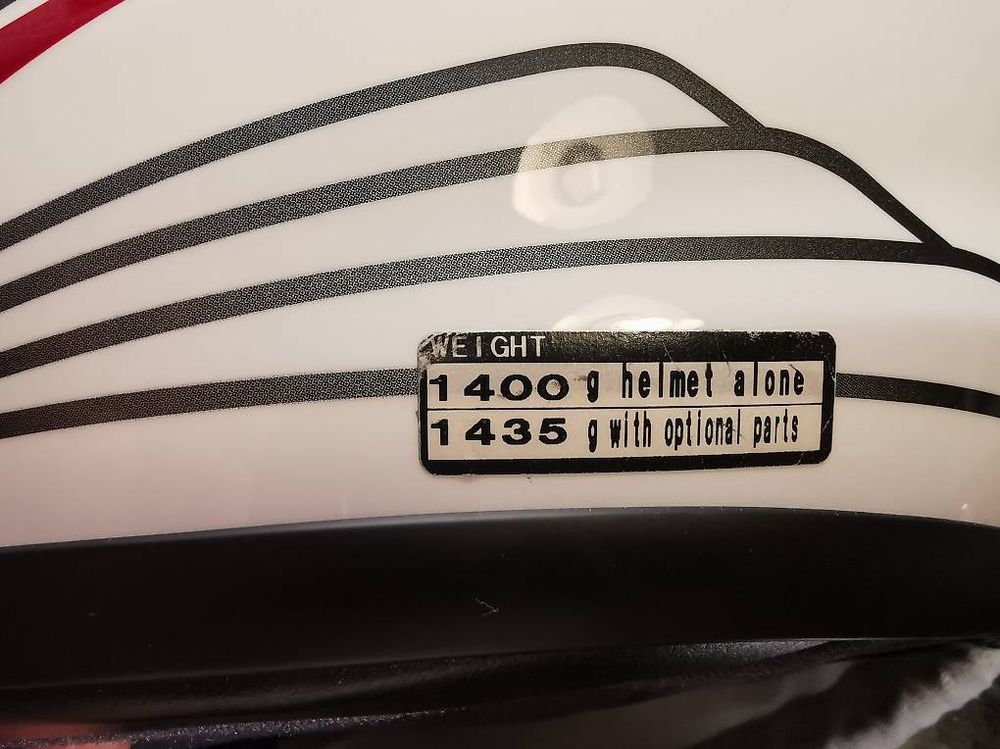 WEIGHT
1400 g helmet alone
1435 g with optional parts